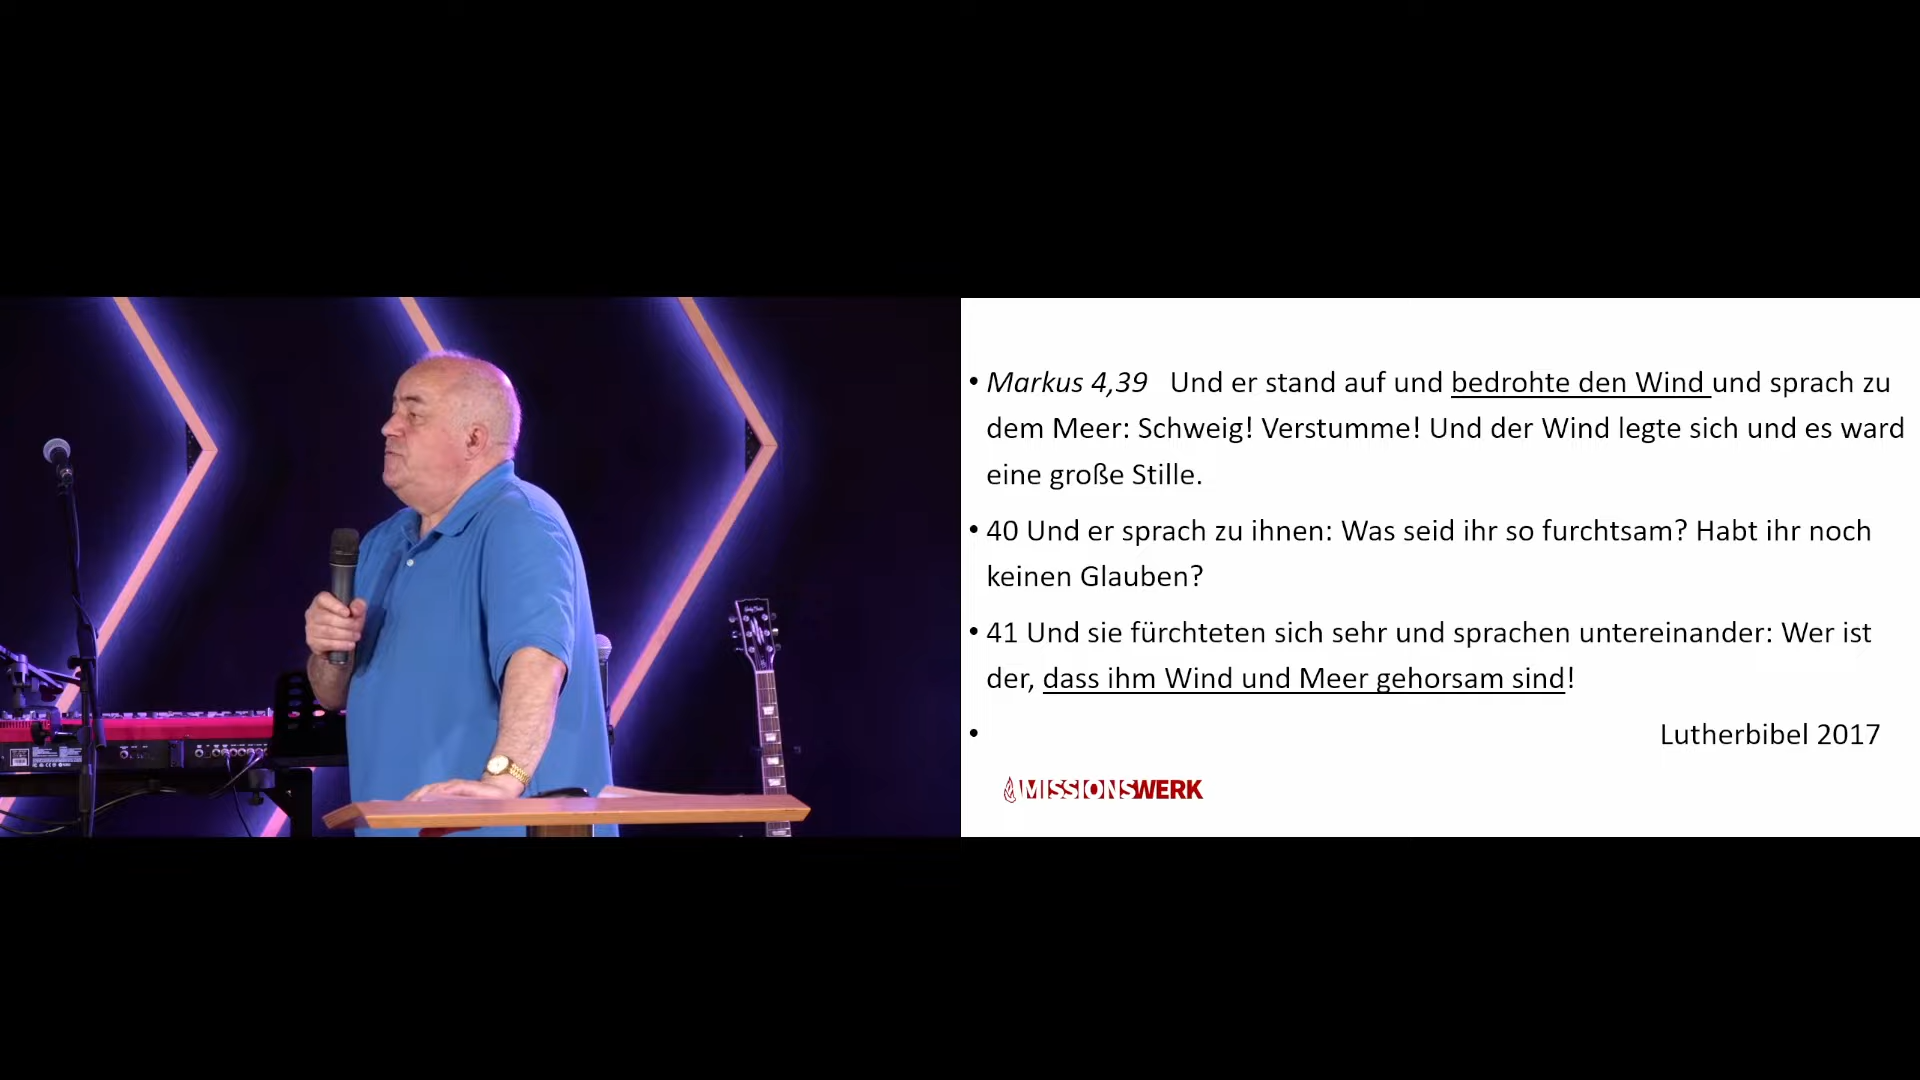 • Markus 4,39 Und er stand auf und bedrohte den Wind und sprach zu
dem Meer: Schweig! Verstumme! Und der Wind legte sich und es ward
eine große Stille.
• 40 Und er sprach zu ihnen: Was seid ihr so furchtsam? Habt ihr noch
keinen Glauben?
• 41 Und sie fürchteten sich sehr und sprachen untereinander: Wer ist
der, dass ihm Wind und Meer gehorsam sind!
• Lutherbibel 2017
MISSIONSWERK